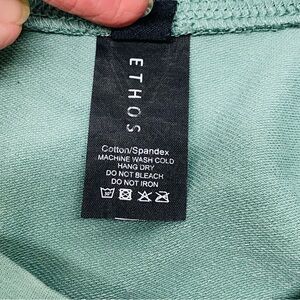 ETHOS
Cotton/Spandex
MACHINE WASH COLD
HANG DRY
DO NOT BLEACH
DO NOT IRON